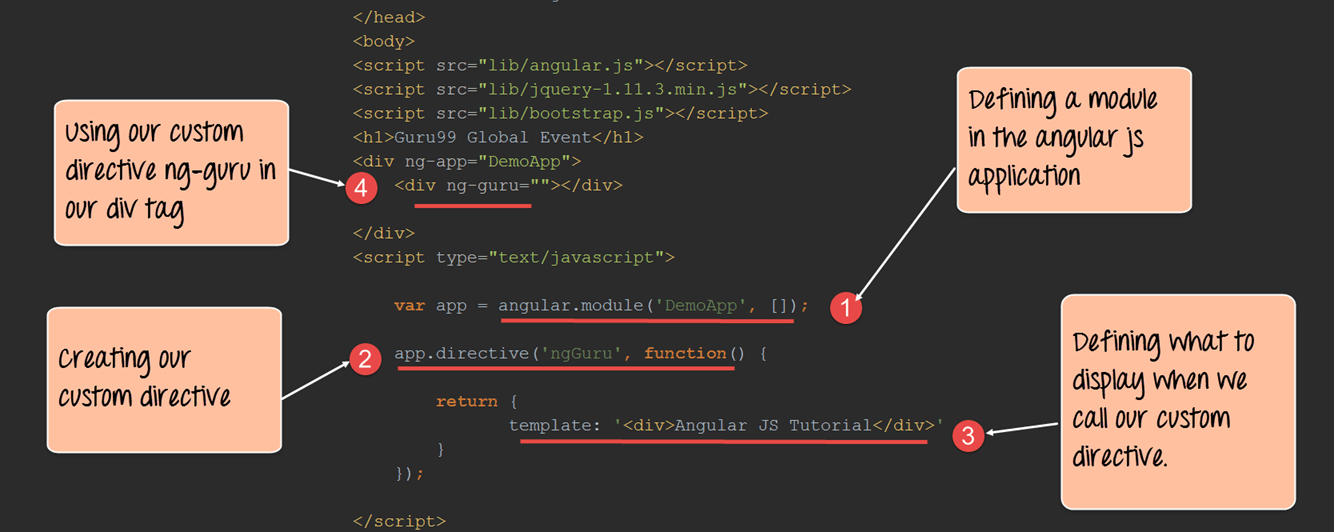 </head>
<body>
<script src="lib/angular.js"></script>
<script src="lib/jquery-1.11.3.min.js"></script>
<script src="lib/bootstrap.js"></script>
<h1>Guru99 Global Event</h1>
<div ng-app="DemoApp">
<div ng-guru=""></div>
</div>
<script type="text/javascript">
var app = angular.module('DemoApp', []);
app.directive('ngGuru', function() {
return {
template: '<div>Angular JS Tutorial</div>'
}
});
</script>
Defining a module
in the angular js
application
1
Creating our
custom directive
2
Defining what to
display when we
call our custom
directive.
3
Using our custom
directive ng-guru in
our div tag
4